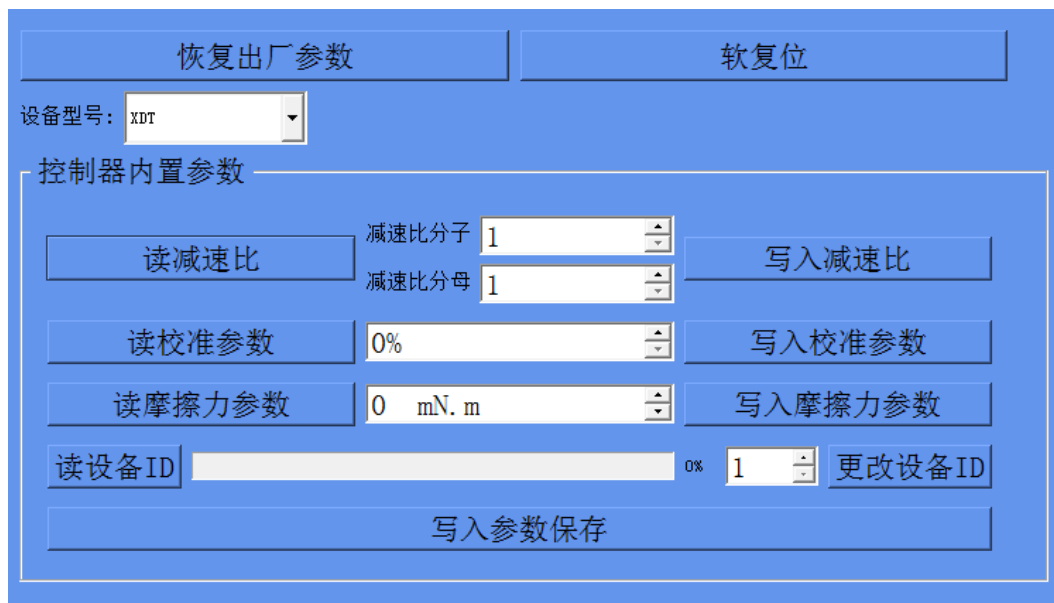 恢复出厂参数 软复位
设备型号: XDT
控制器内置参数
减速比分子 1
读减速比 写入减速比
减速比分母 1
读校准参数 0% 写入校准参数
读摩擦力参数 0 mN.m 写入摩擦力参数
读设备ID 0% 1 更改设备ID
写入参数保存